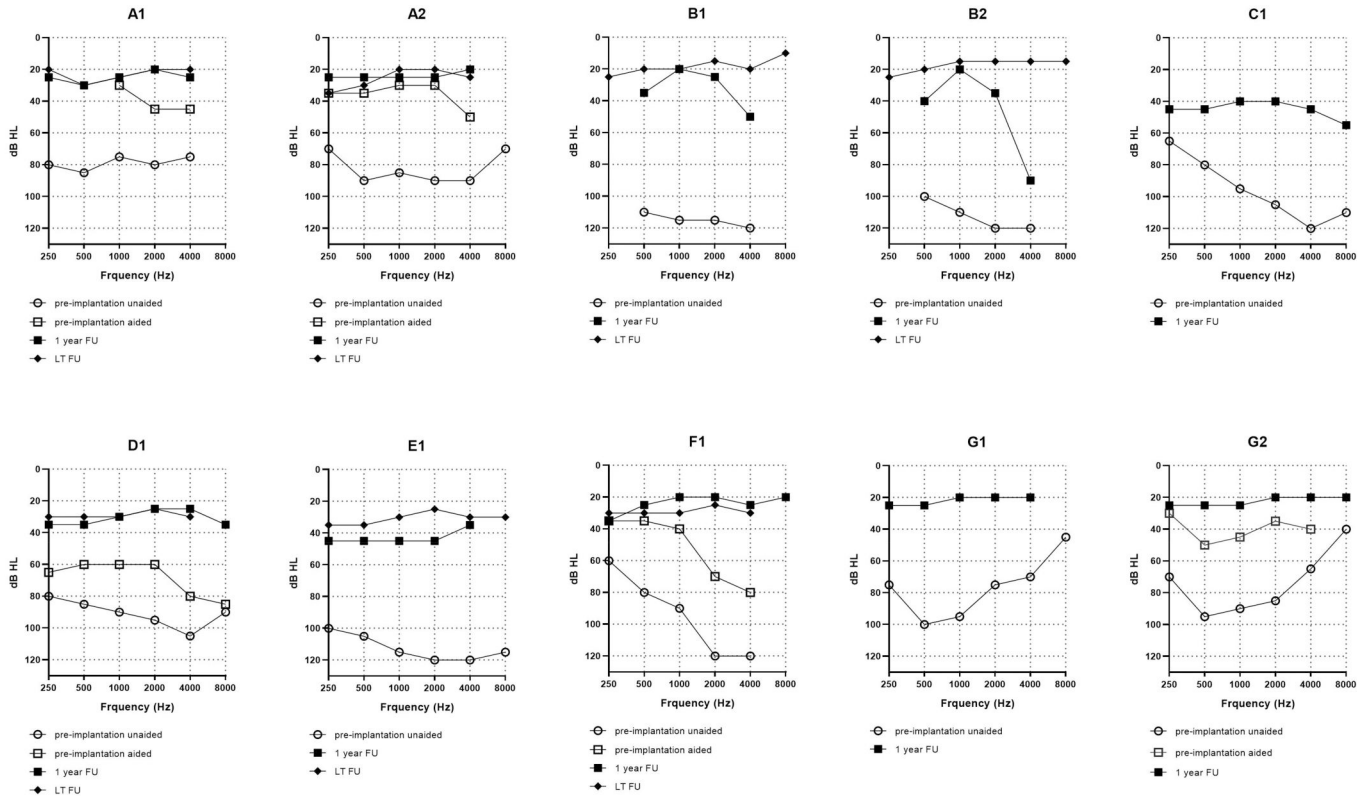 A1
dB HL
0
20
40
60
80
100
120
250 500 1000 2000 4000 8000
Frquency (Hz)
pre-implantation unaided
pre-implantation aided
1 year FU
LT FU
A2
dB HL
0
20
40
60
80
100
120
250 500 1000 2000 4000 8000
Frquency (Hz)
pre-implantation unaided
pre-implantation aided
1 year FU
LT FU
B1
dB HL
0
20
40
60
80
100
120
250 500 1000 2000 4000 8000
Frquency (Hz)
pre-implantation unaided
1 year FU
LT FU
B2
dB HL
0
20
40
60
80
100
120
250 500 1000 2000 4000 8000
Frquency (Hz)
pre-implantation unaided
1 year FU
LT FU
C1
dB HL
0
20
40
60
80
100
120
250 500 1000 2000 4000 8000
Frquency (Hz)
pre-implantation unaided
1 year FU
D1
dB HL
0
20
40
60
80
100
120
250 500 1000 2000 4000 8000
Frquency (Hz)
pre-implantation unaided
pre-implantation aided
1 year FU
LT FU
E1
dB HL
0
20
40
60
80
100
120
250 500 1000 2000 4000 8000
Frquency (Hz)
pre-implantation unaided
1 year FU
LT FU
F1
dB HL
0
20
40
60
80
100
120
250 500 1000 2000 4000 8000
Frquency (Hz)
pre-implantation unaided
pre-implantation aided
1 year FU
LT FU
G1
dB HL
0
20
40
60
80
100
120
250 500 1000 2000 4000 8000
Frquency (Hz)
pre-implantation unaided
1 year FU
G2
dB HL
0
20
40
60
80
100
120
250 500 1000 2000 4000 8000
Frquency (Hz)
pre-implantation unaided
pre-implantation aided
1 year FU